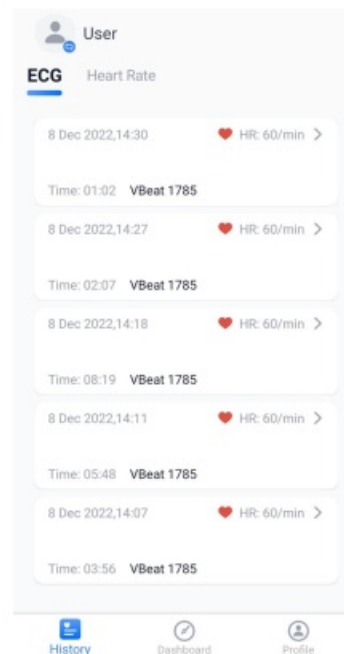 User
ECG Heart Rate
8 Dec 2022,14:30 HR: 60/min
Time: 01:02 VBeat 1785
8 Dec 2022,14:27 HR: 60/min
Time: 02:07 VBeat 1785
8 Dec 2022,14:18 HR: 60/min
Time: 08:19 VBeat 1785
8 Dec 2022,14:11 HR: 60/min
Time: 05:48 VBeat 1785
8 Dec 2022,14:07 HR: 60/min
Time: 03:56 VBeat 1785
History Dashboard Profile